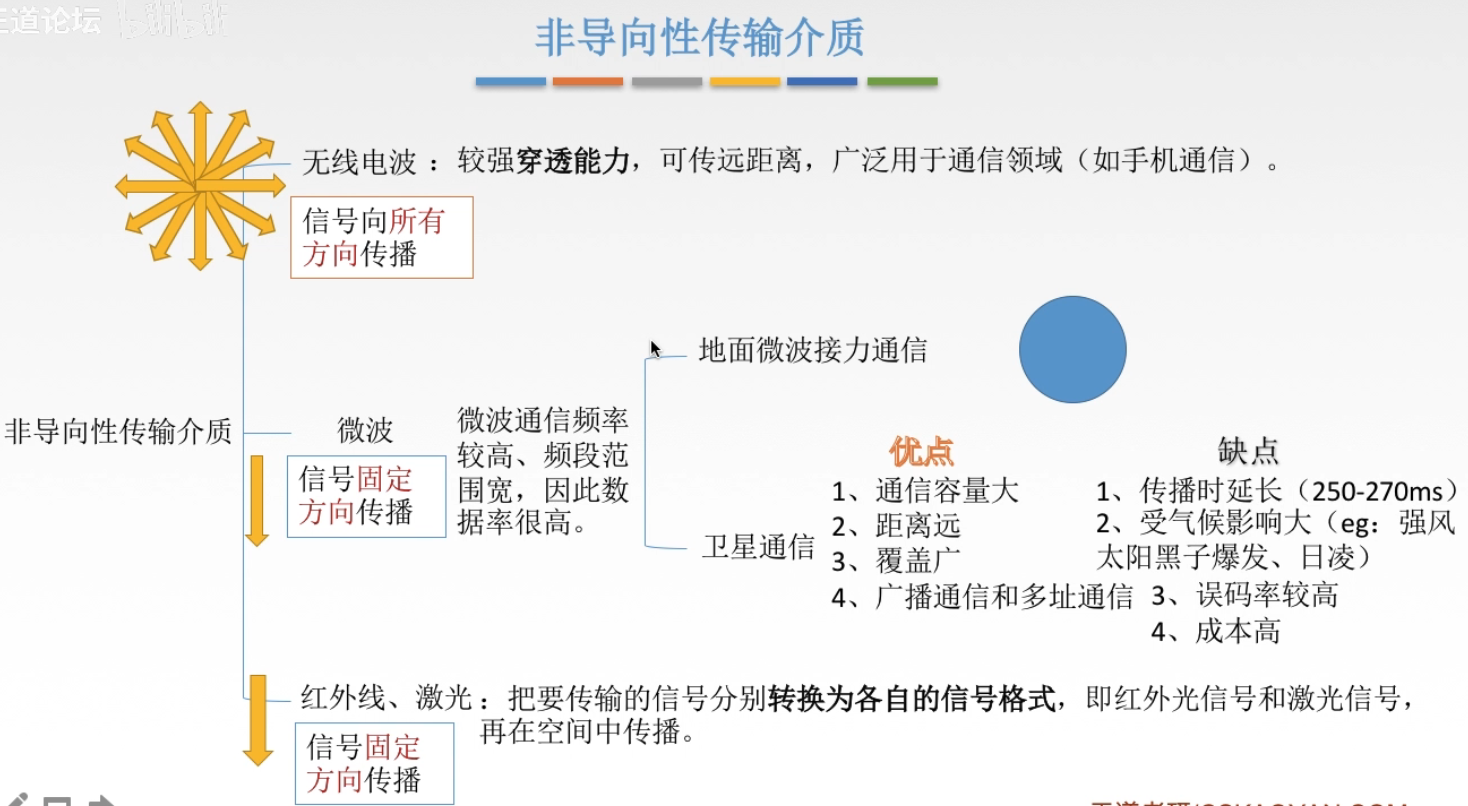 王道论坛
非导向性传输介质
无线电波：较强穿透能力，可传远距离，广泛用于通信领域（如手机通信）。
信号向所有
方向传播
非导向性传输介质
微波
信号固定
方向传播
微波通信频率
较高、频段范
围宽，因此数
据率很高。
地面微波接力通信
卫星通信
优点
1、通信容量大
2、距离远
3、覆盖广
4、广播通信和多址通信
缺点
1、传播时延长（250-270ms）
2、受气候影响大（eg：强风
太阳黑子爆发、日凌）
3、误码率较高
4、成本高
红外线、激光：把要传输的信号分别转换为各自的信号格式，即红外光信号和激光信号，
再在空间中传播。
信号固定
方向传播